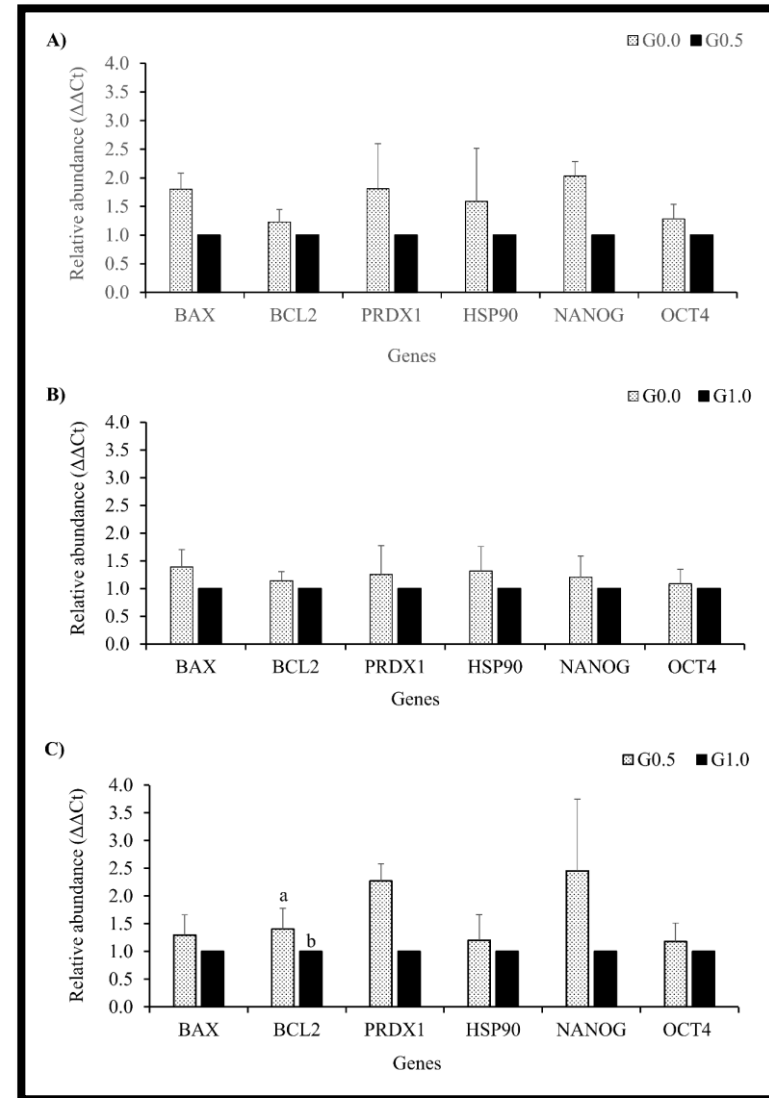 A)
G0.0 G0.5
Relative abundance (ΔΔCt)
4.0
3.5
3.0
2.5
2.0
1.5
1.0
0.5
0.0
BAX BCL2 PRDX1 HSP90 NANOG OCT4
Genes
B)
G0.0 G1.0
Relative abundance (ΔΔCt)
4.0
3.5
3.0
2.5
2.0
1.5
1.0
0.5
0.0
BAX BCL2 PRDX1 HSP90 NANOG OCT4
Genes
C)
G0.5 G1.0
Relative abundance (ΔΔCt)
4.0
3.5
3.0
2.5
2.0
1.5
1.0
0.5
0.0
a
b
BAX BCL2 PRDX1 HSP90 NANOG OCT4
Genes